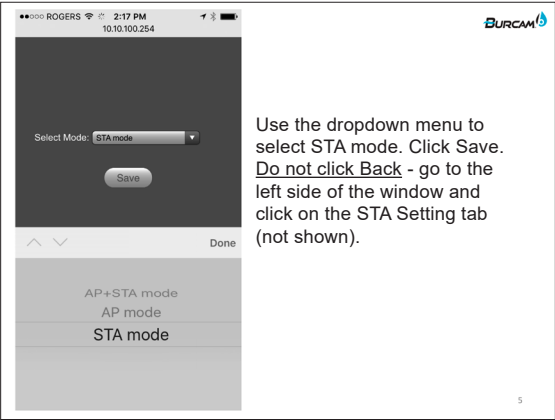 ROGERS 2:17 PM
10.10.100.254
BURCAM
Select Mode: STA mode
Save
Done
AP+STA mode
AP mode
STA mode
Use the dropdown menu to
select STA mode. Click Save.
Do not click Back - go to the
left side of the window and
click on the STA Setting tab
(not shown).
5